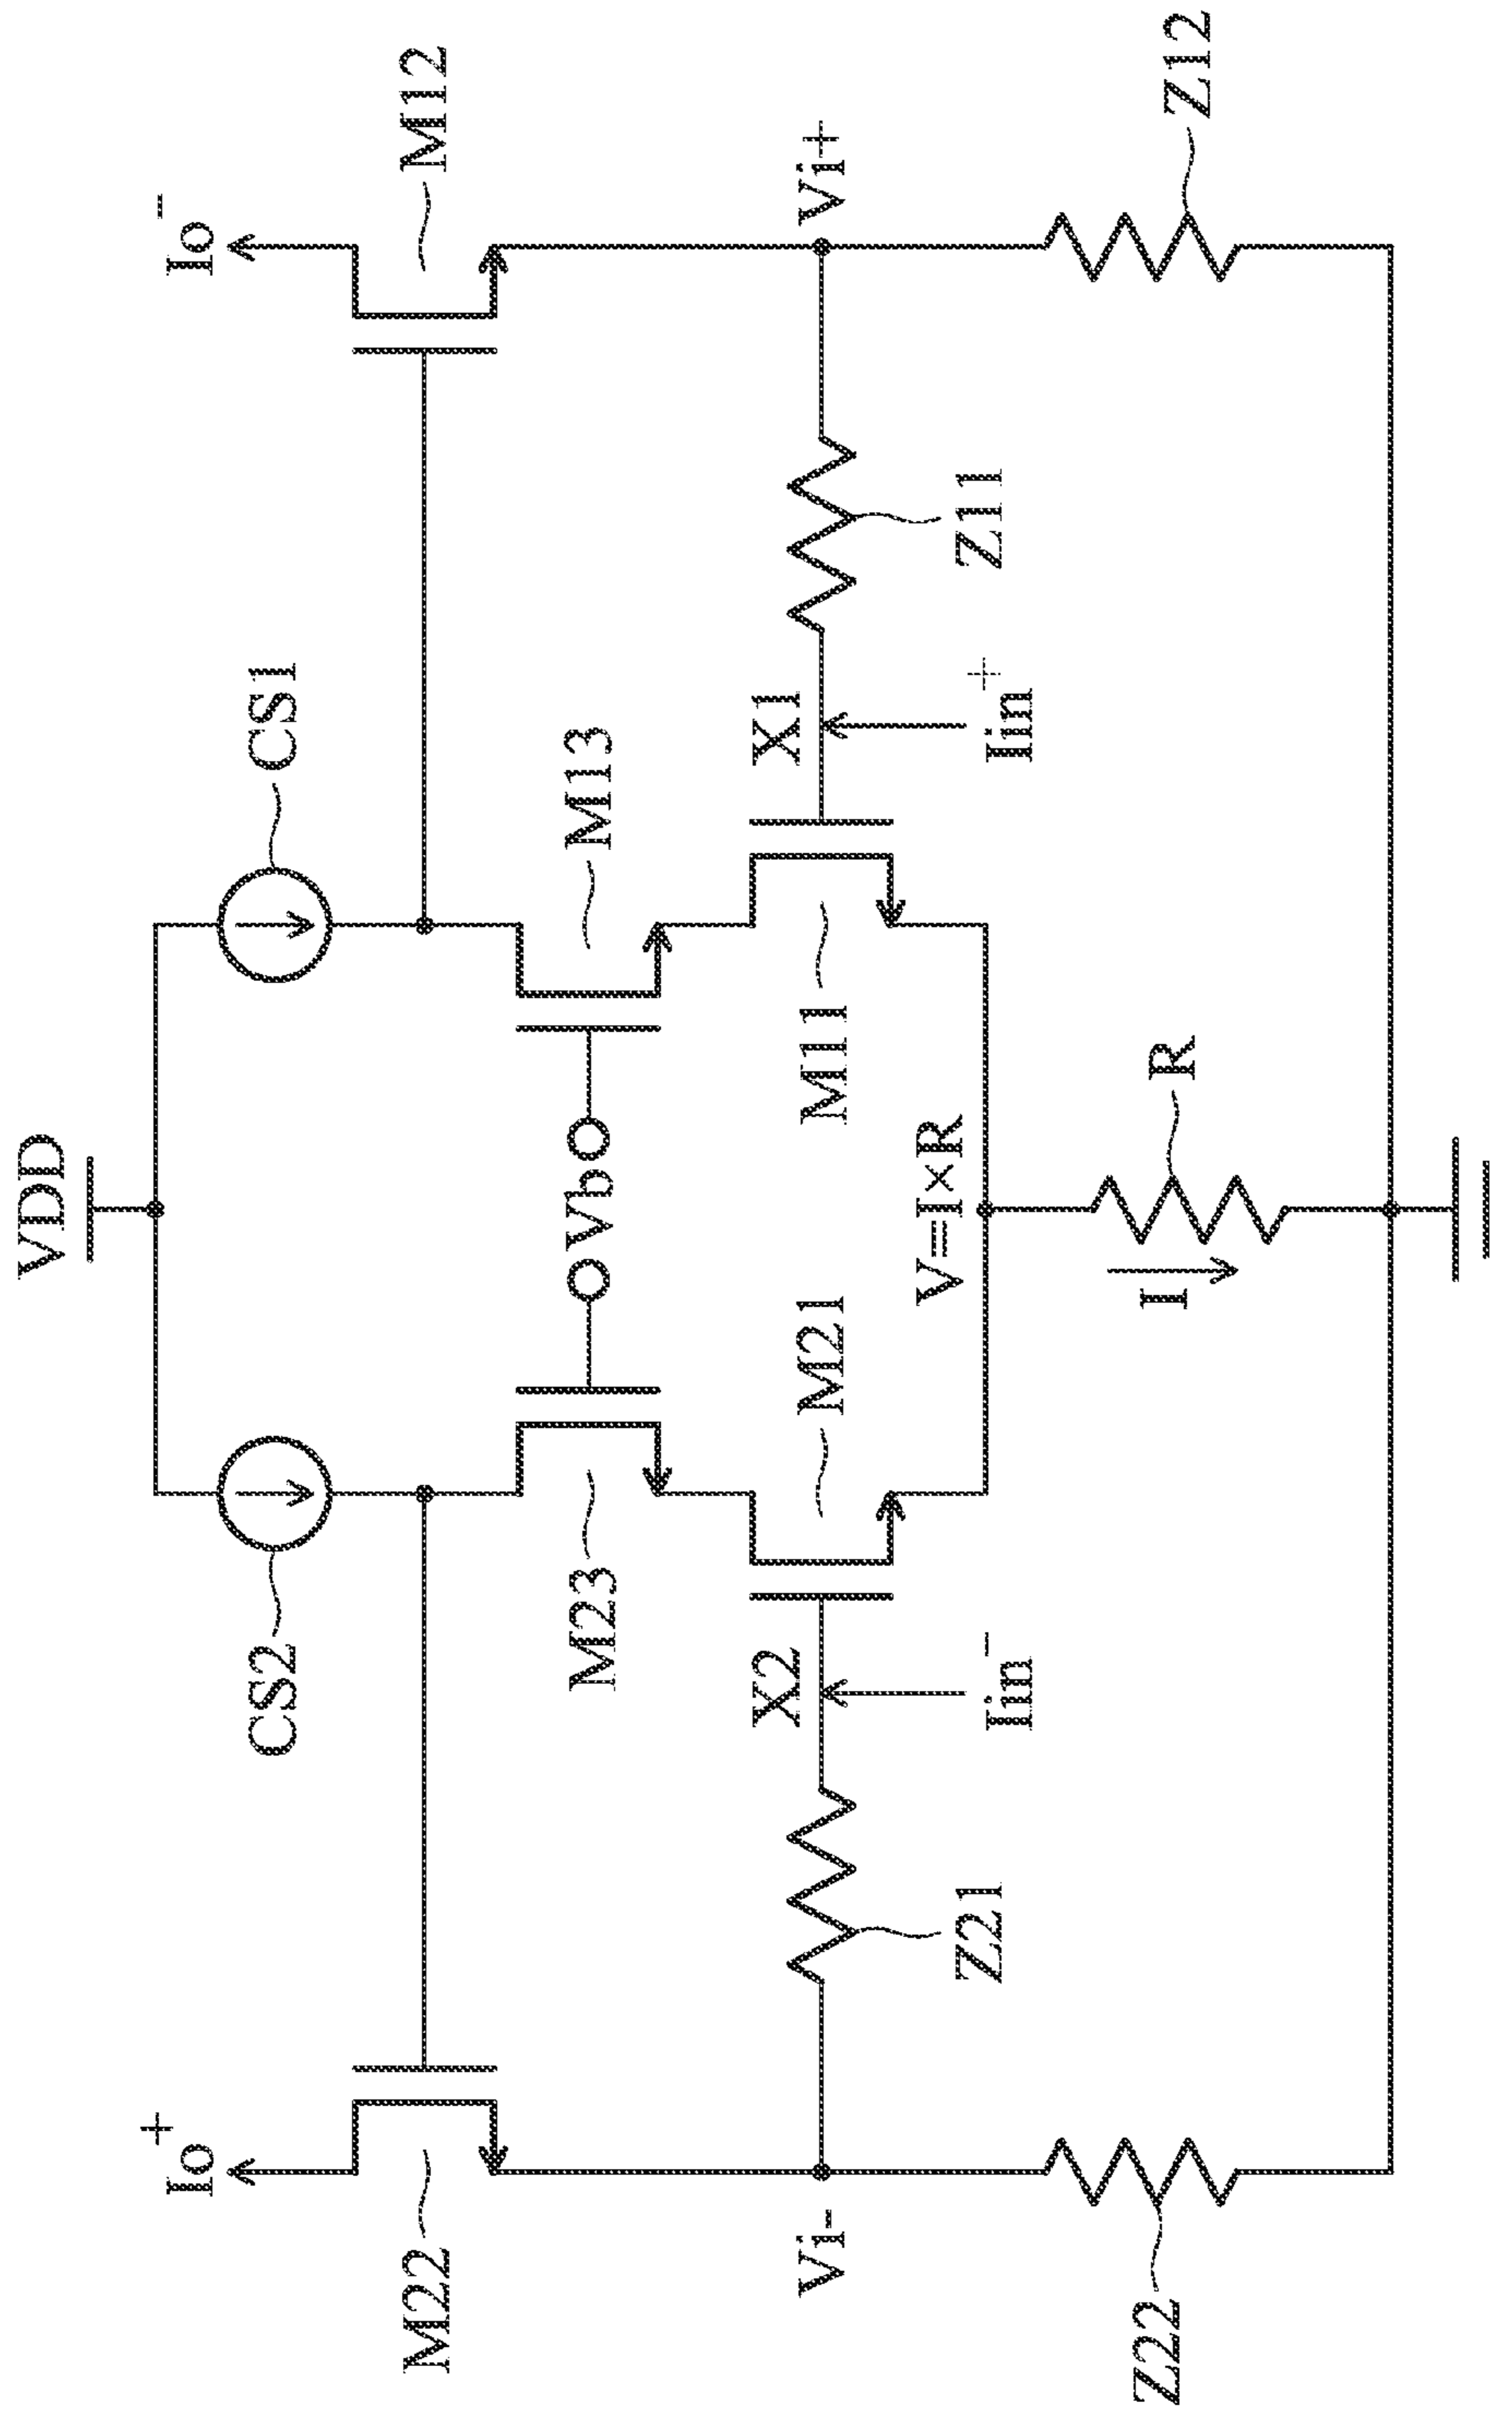 VDD
CS2
CS1
Io+
Io-
M22
M12
M23
M13
Vb
X2
X1
M21
M11
Vi-
Vi+
Z21
Iin-
V=I×R
Iin+
Z11
Z22
I
R
Z12